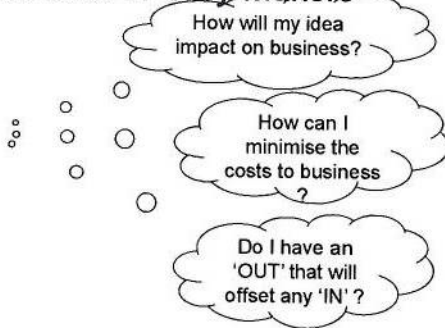 How will my idea
impact on business?
How can I
minimise the
costs to business
?
Do I have an
'OUT' that will
offset any 'IN' ?